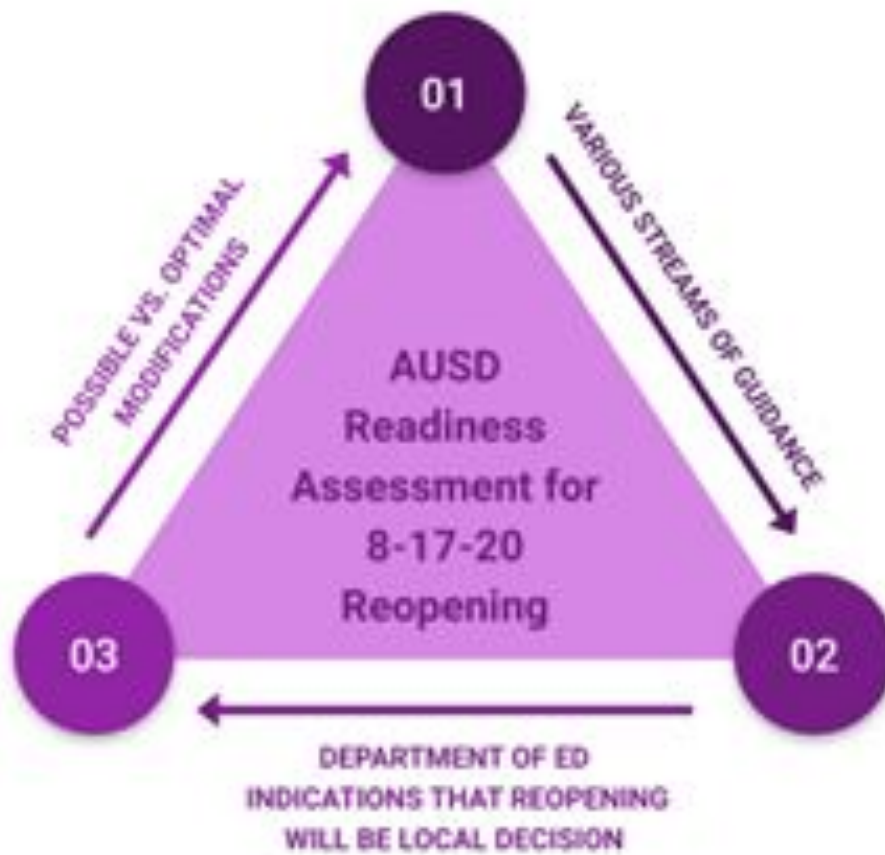 01
VARIOUS STREAMS OF GUIDANCE
POSSIBLE VS. OPTIMAL
MODIFICATIONS
AUSD
Readiness
Assessment for
8-17-20
Reopening
03
02
DEPARTMENT OF ED
INDICATIONS THAT REOPENING
WILL BE LOCAL DECISION